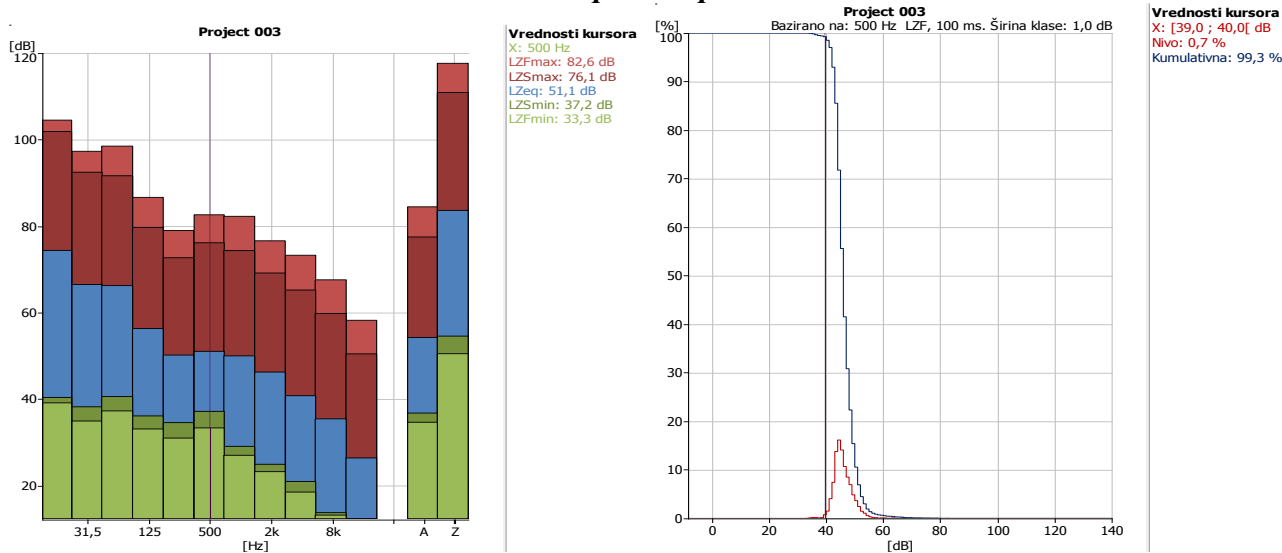 Project 003
[dB]
120
100
80
60
40
20
31,5 125 500 2k 8k A Z
[Hz]
Vrednosti kursora
X: 500 Hz
LZFmax: 82,6 dB
LZSmax: 76,1 dB
LZeq: 51,1 dB
LZSmin: 37,2 dB
LZFmin: 33,3 dB
Project 003
[%] Bazirano na: 500 Hz LZF, 100 ms. Širina klase: 1,0 dB
100
90
80
70
60
50
40
30
20
10
0
0 20 40 60 80 100 120 140
[dB]
Vrednosti kursora
X: [39,0 ; 40,0[ dB
Nivo: 0,7 %
Kumulativna: 99,3 %